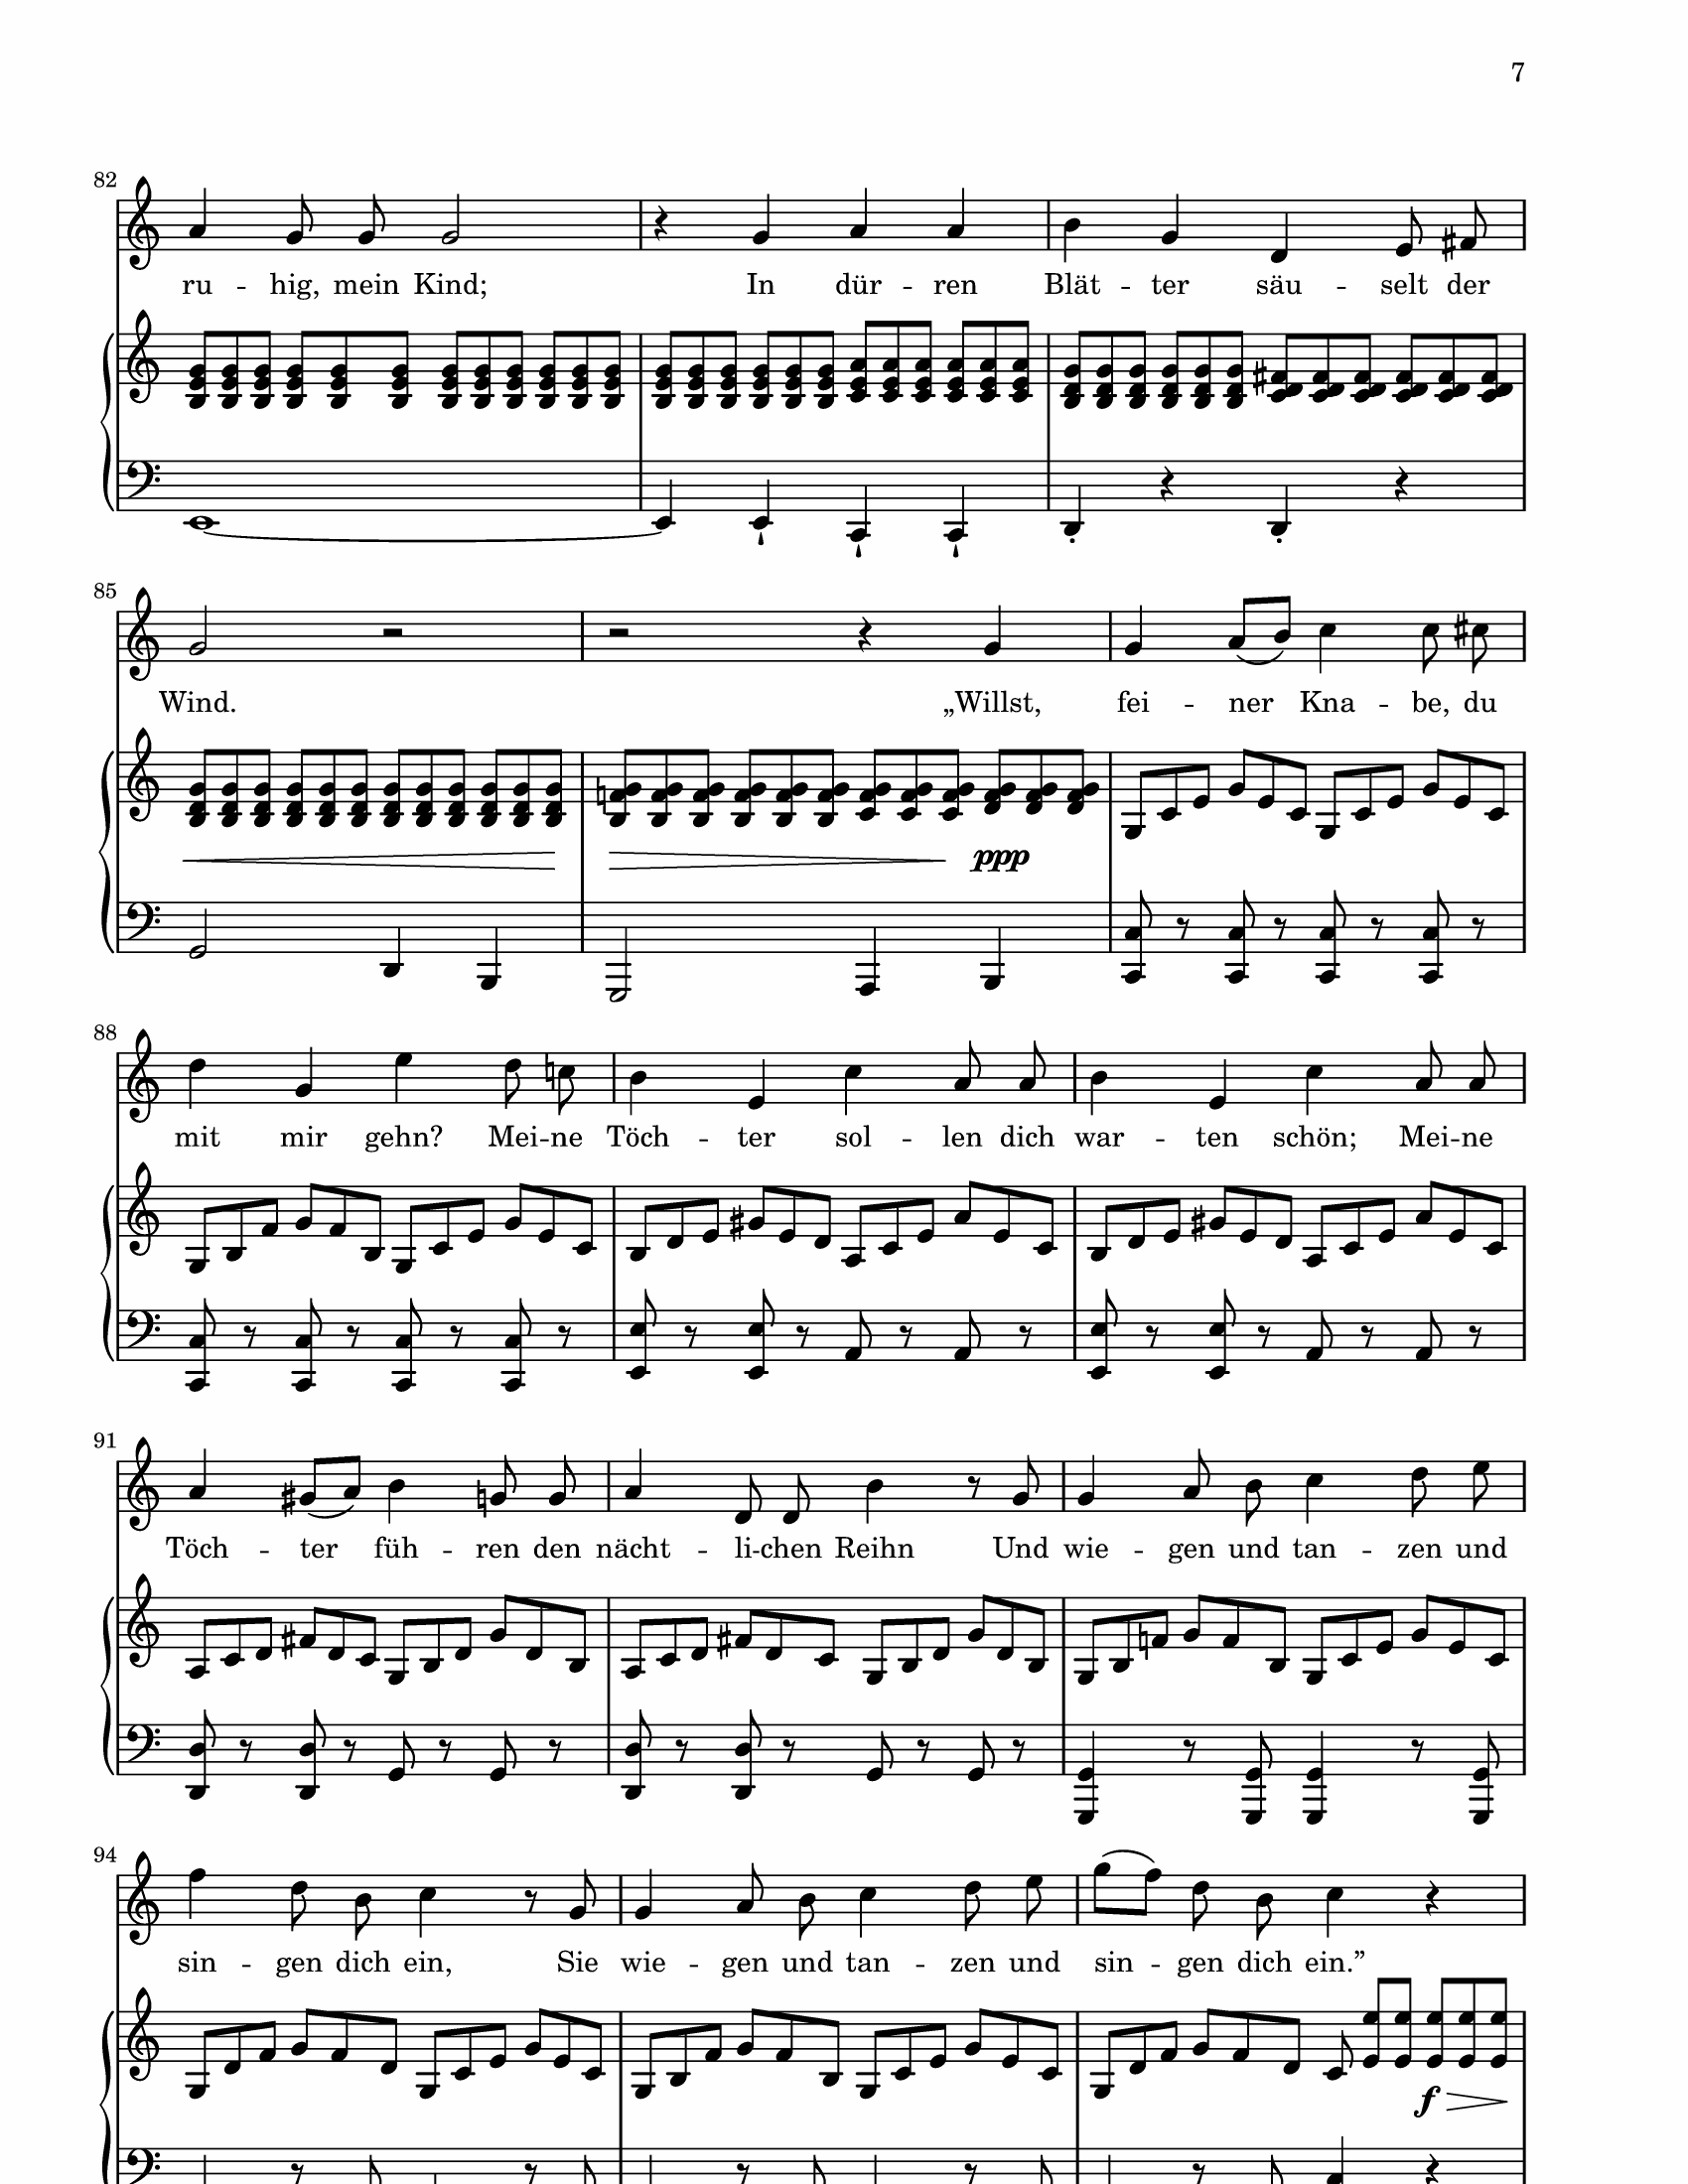 7
82
ru -- hig, mein Kind; In dür -- ren Blät -- ter säu -- selt der
85
Wind. „Willst, fei -- ner Kna -- be, du
ppp
88
mit mir gehn? Mei -- ne Töch -- ter sol -- len dich war -- ten schön; Mei -- ne
91
Töch -- ter füh -- ren den nächt -- li-chen Reihn Und wie -- gen und tan -- zen und
94
sin -- gen dich ein, Sie wie -- gen und tan -- zen und sin -- gen dich ein.”
f